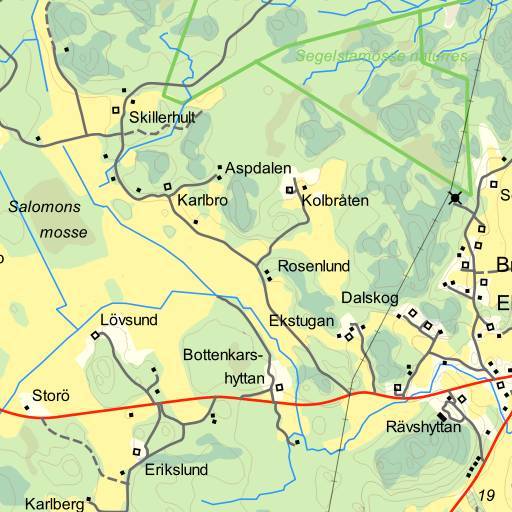 Segelstamosse naturres.
Skillerhult
Aspdalen
Karlbro
Kolbråten
Salomons
mosse
Rosenlund
Dalskog
Lövsund
Ekstugan
Bottenkars-
hyttan
Storö
Rävshyttan
Erikslund
Karlberg
19